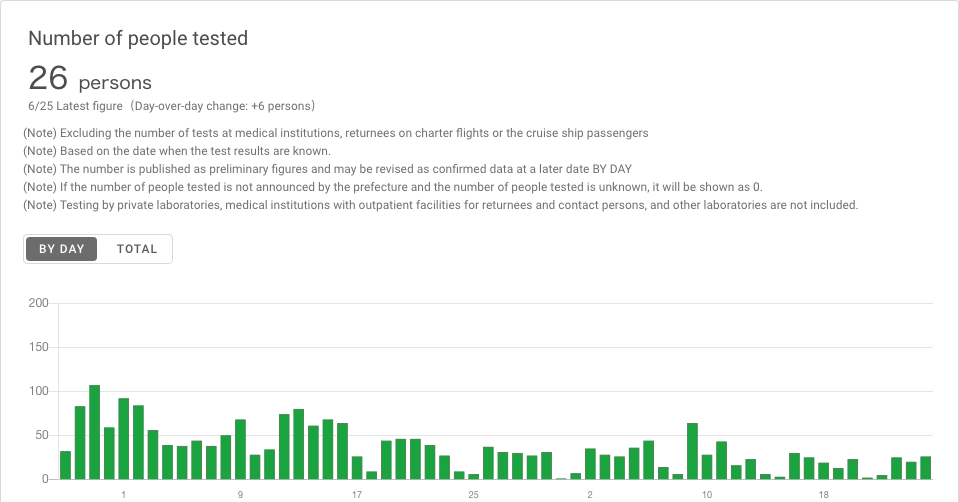 Number of people tested
26 persons
6/25 Latest figure（Day-over-day change: +6 persons）
(Note) Excluding the number of tests at medical institutions, returnees on charter flights or the cruise ship passengers
(Note) Based on the date when the test results are known.
(Note) The number is published as preliminary figures and may be revised as confirmed data at a later date BY DAY
(Note) If the number of people tested is not announced by the prefecture and the number of people tested is unknown, it will be shown as 0.
(Note) Testing by private laboratories, medical institutions with outpatient facilities for returnees and contact persons, and other laboratories are not included.
BY DAY TOTAL
200
150
100
50
0
1 9 17 25 2 10 18